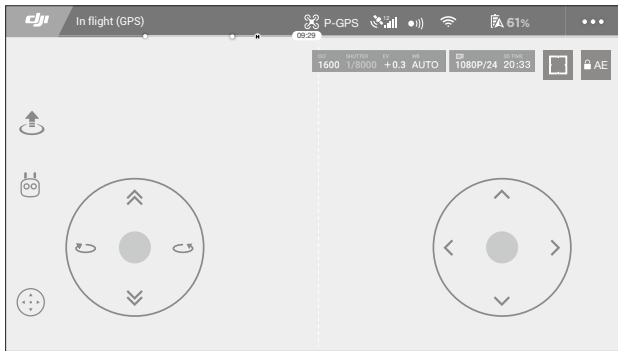 dji In flight (GPS) P-GPS 12 61%
H 09:29
ISO SHUTTER EV WB SD TIME
1600 1/8000 +0.3 AUTO 1080P/24 20:33 AE